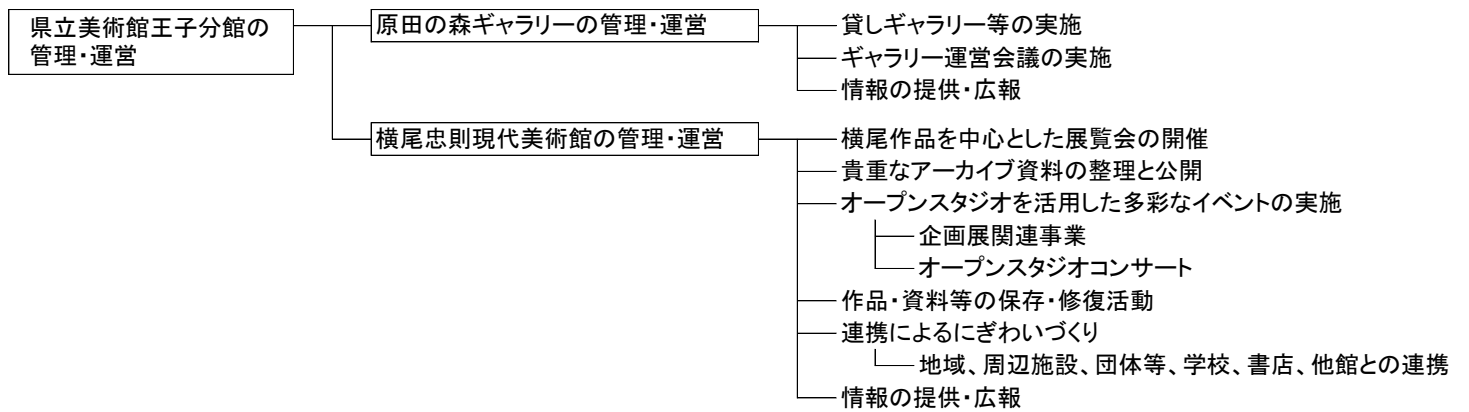 県立美術館王子分館の
管理・運営
原田の森ギャラリーの管理・運営
貸しギャラリー等の実施
ギャラリー運営会議の実施
情報の提供・広報
横尾忠則現代美術館の管理・運営
横尾作品を中心とした展覧会の開催
貴重なアーカイブ資料の整理と公開
オープンスタジオを活用した多彩なイベントの実施
企画展関連事業
オープンスタジオコンサート
作品・資料等の保存・修復活動
連携によるにぎわいづくり
地域、周辺施設、団体等、学校、書店、他館との連携
情報の提供・広報